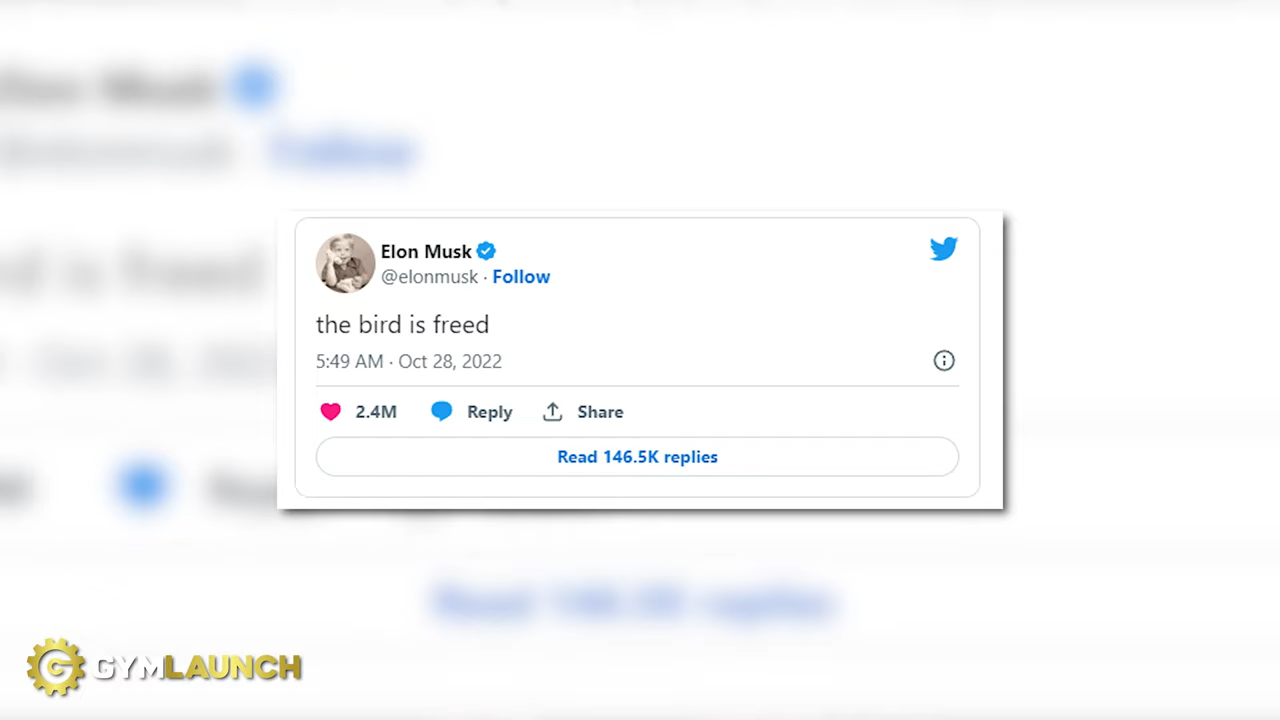 Elon Musk
@elonmusk · Follow
the bird is freed
5:49 AM · Oct 28, 2022
2.4M Reply Share
Read 146.5K replies
GYMLAUNCH